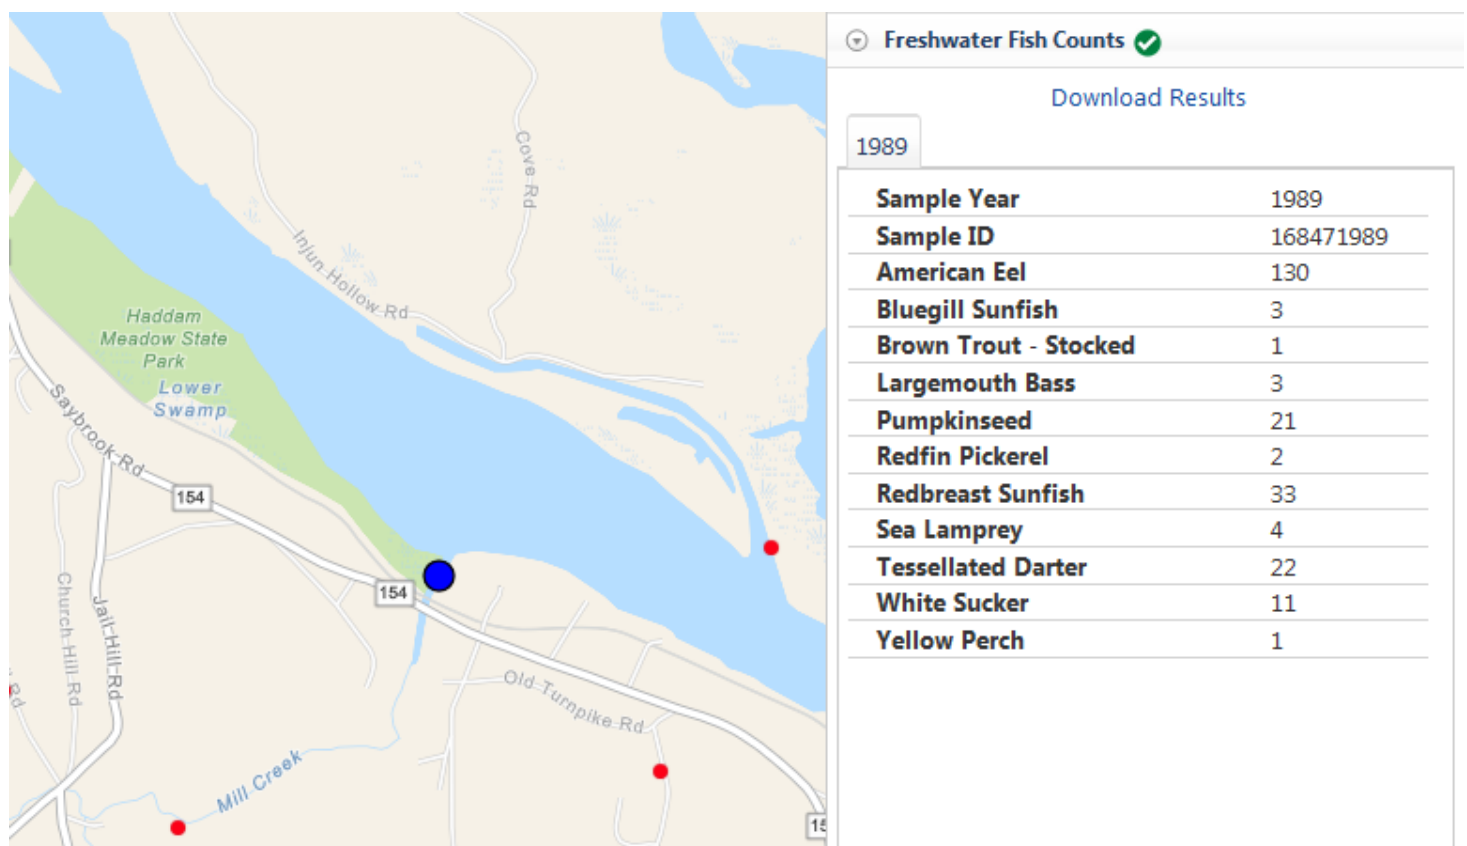 Cove Rd
Injun Hollow Rd
Haddam
Meadow State
Park
Lower
Swamp
Saybrook Rd
154
154
Church Hill Rd
Jail Hill Rd
Rd
Old Turnpike Rd
Mill Creek
15
Freshwater Fish Counts
Download Results
1989
Sample Year 1989
Sample ID 168471989
American Eel 130
Bluegill Sunfish 3
Brown Trout - Stocked 1
Largemouth Bass 3
Pumpkinseed 21
Redfin Pickerel 2
Redbreast Sunfish 33
Sea Lamprey 4
Tessellated Darter 22
White Sucker 11
Yellow Perch 1